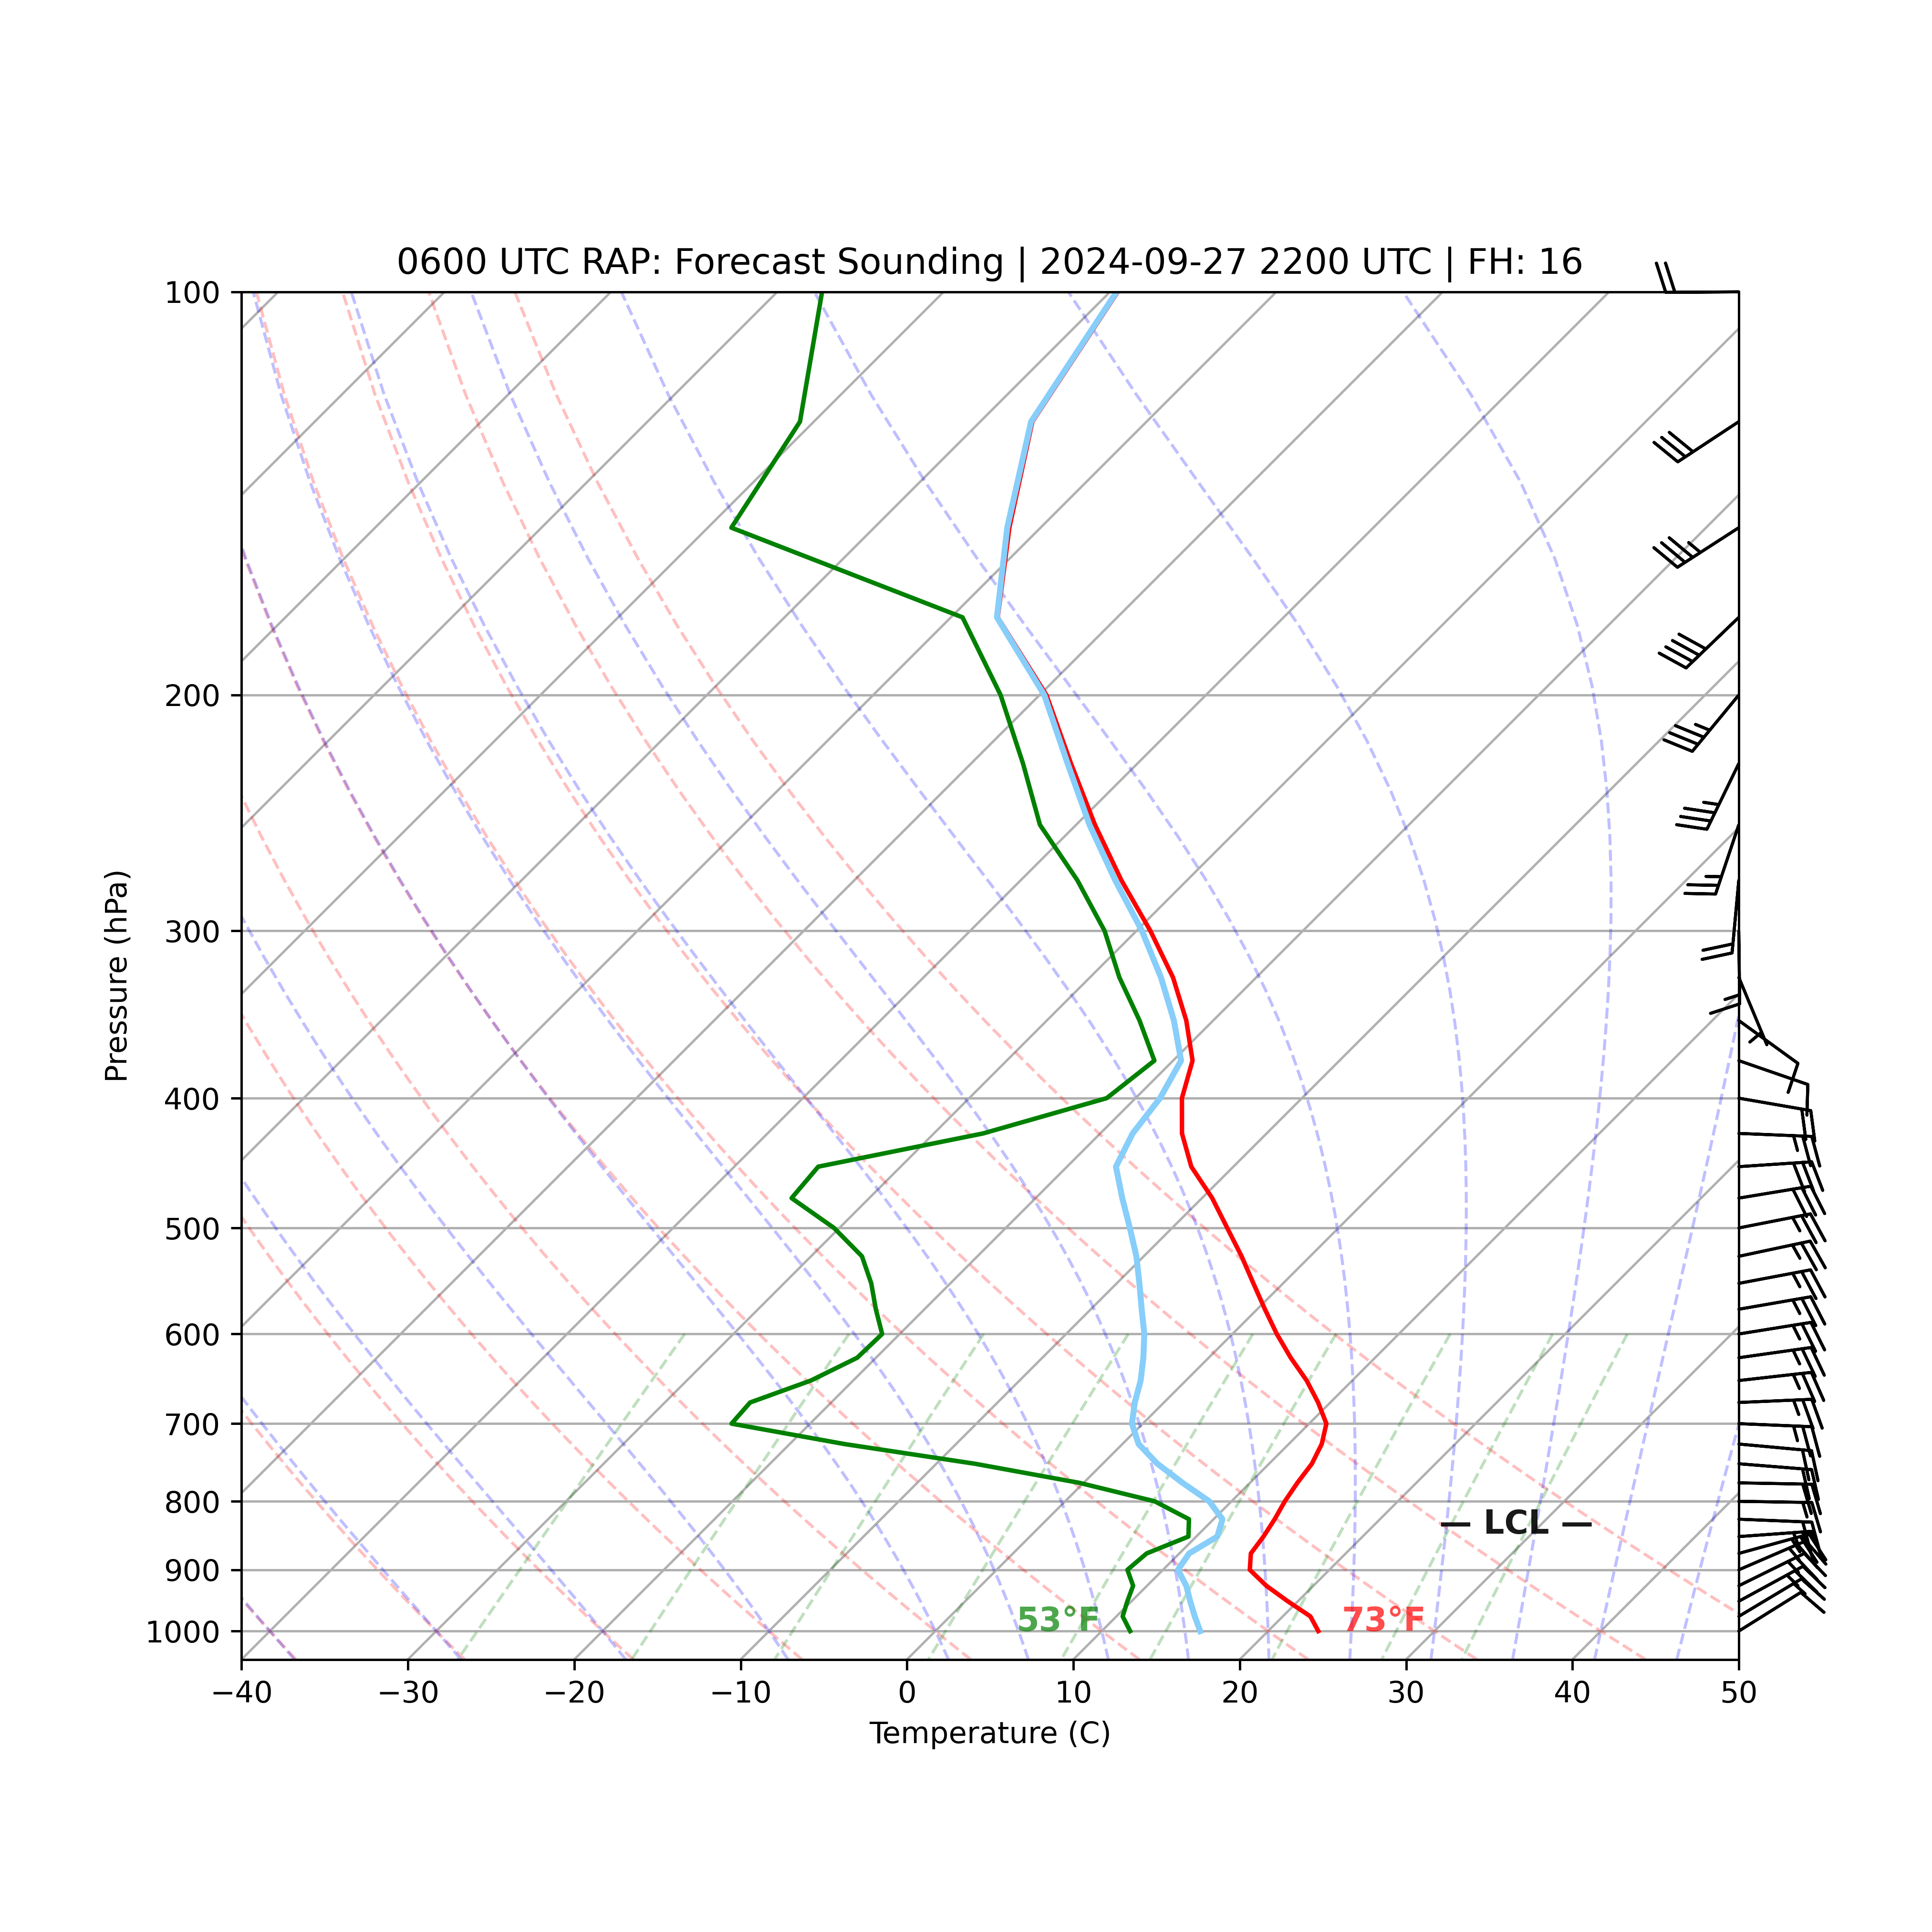 0600 UTC RAP: Forecast Sounding | 2024-09-27 2200 UTC | FH: 16
100
200
300
400
500
600
700
800
900
1000
Pressure (hPa)
— LCL —
53°F
73°F
−40 −30 −20 −10 0 10 20 30 40 50
Temperature (C)